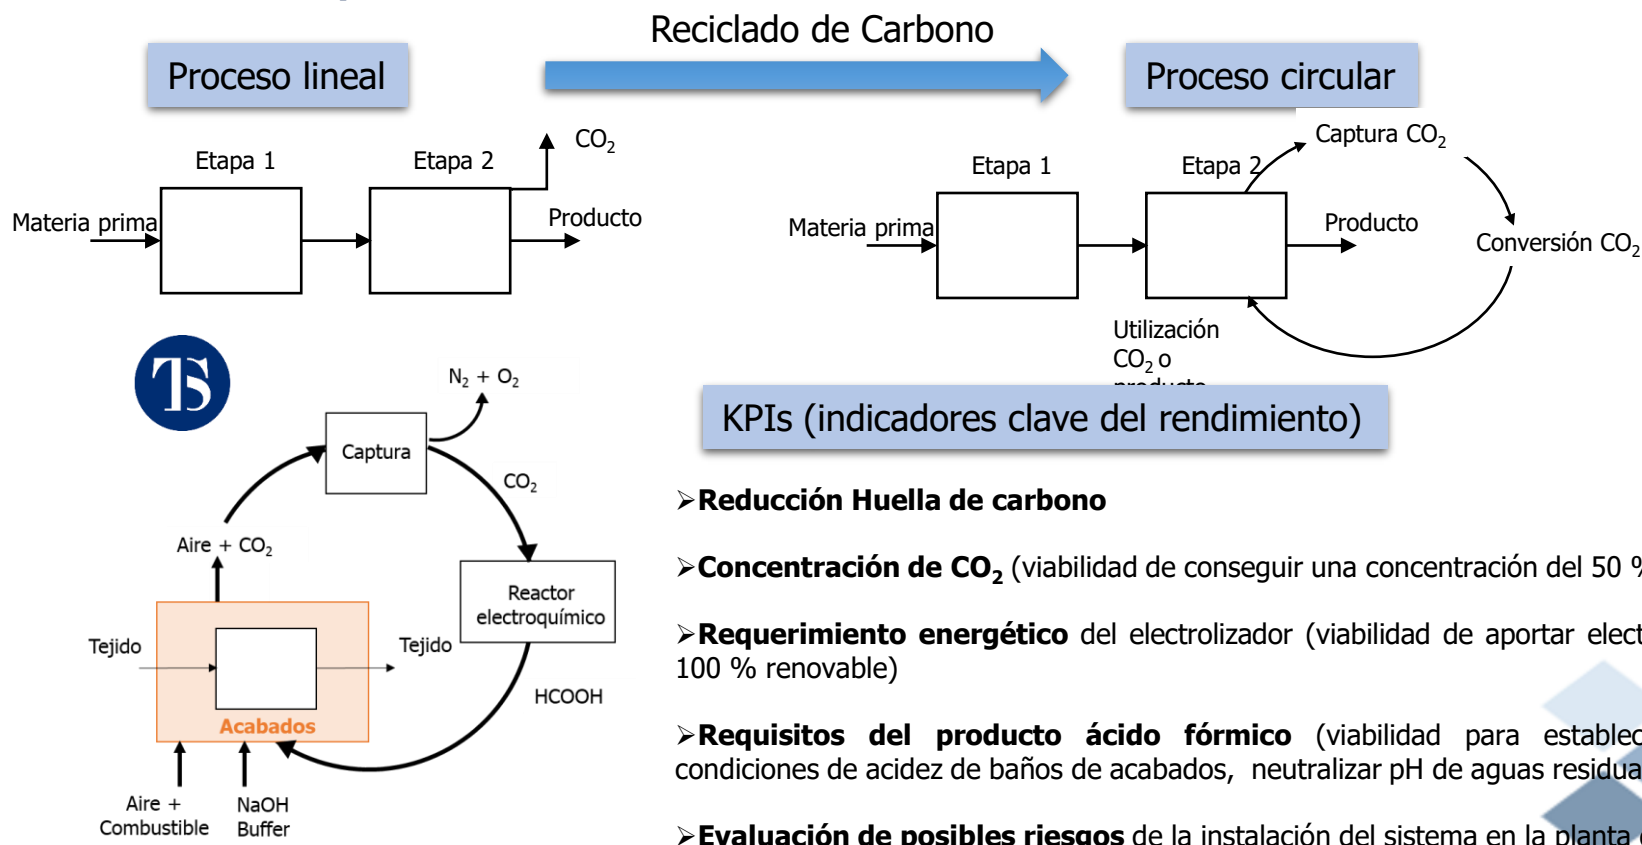 Reciclado de Carbono
Proceso lineal
Proceso circular
CO₂
Etapa 1
Etapa 2
Materia prima
Producto
Captura CO₂
Etapa 1
Etapa 2
Materia prima
Producto
Conversión CO₂
Utilización
CO₂ o
producto
TS
N₂ + O₂
Captura
CO₂
Aire + CO₂
Reactor
electroquímico
Tejido
Tejido
HCOOH
Acabados
Aire +
Combustible
NaOH
Buffer
KPIs (indicadores clave del rendimiento)
➢Reducción Huella de carbono
➢Concentración de CO₂ (viabilidad de conseguir una concentración del 50 %
➢Requerimiento energético del electrolizador (viabilidad de aportar elect
100 % renovable)
➢Requisitos del producto ácido fórmico (viabilidad para establec
condiciones de acidez de baños de acabados, neutralizar pH de aguas residua
➢Evaluación de posibles riesgos de la instalación del sistema en la planta